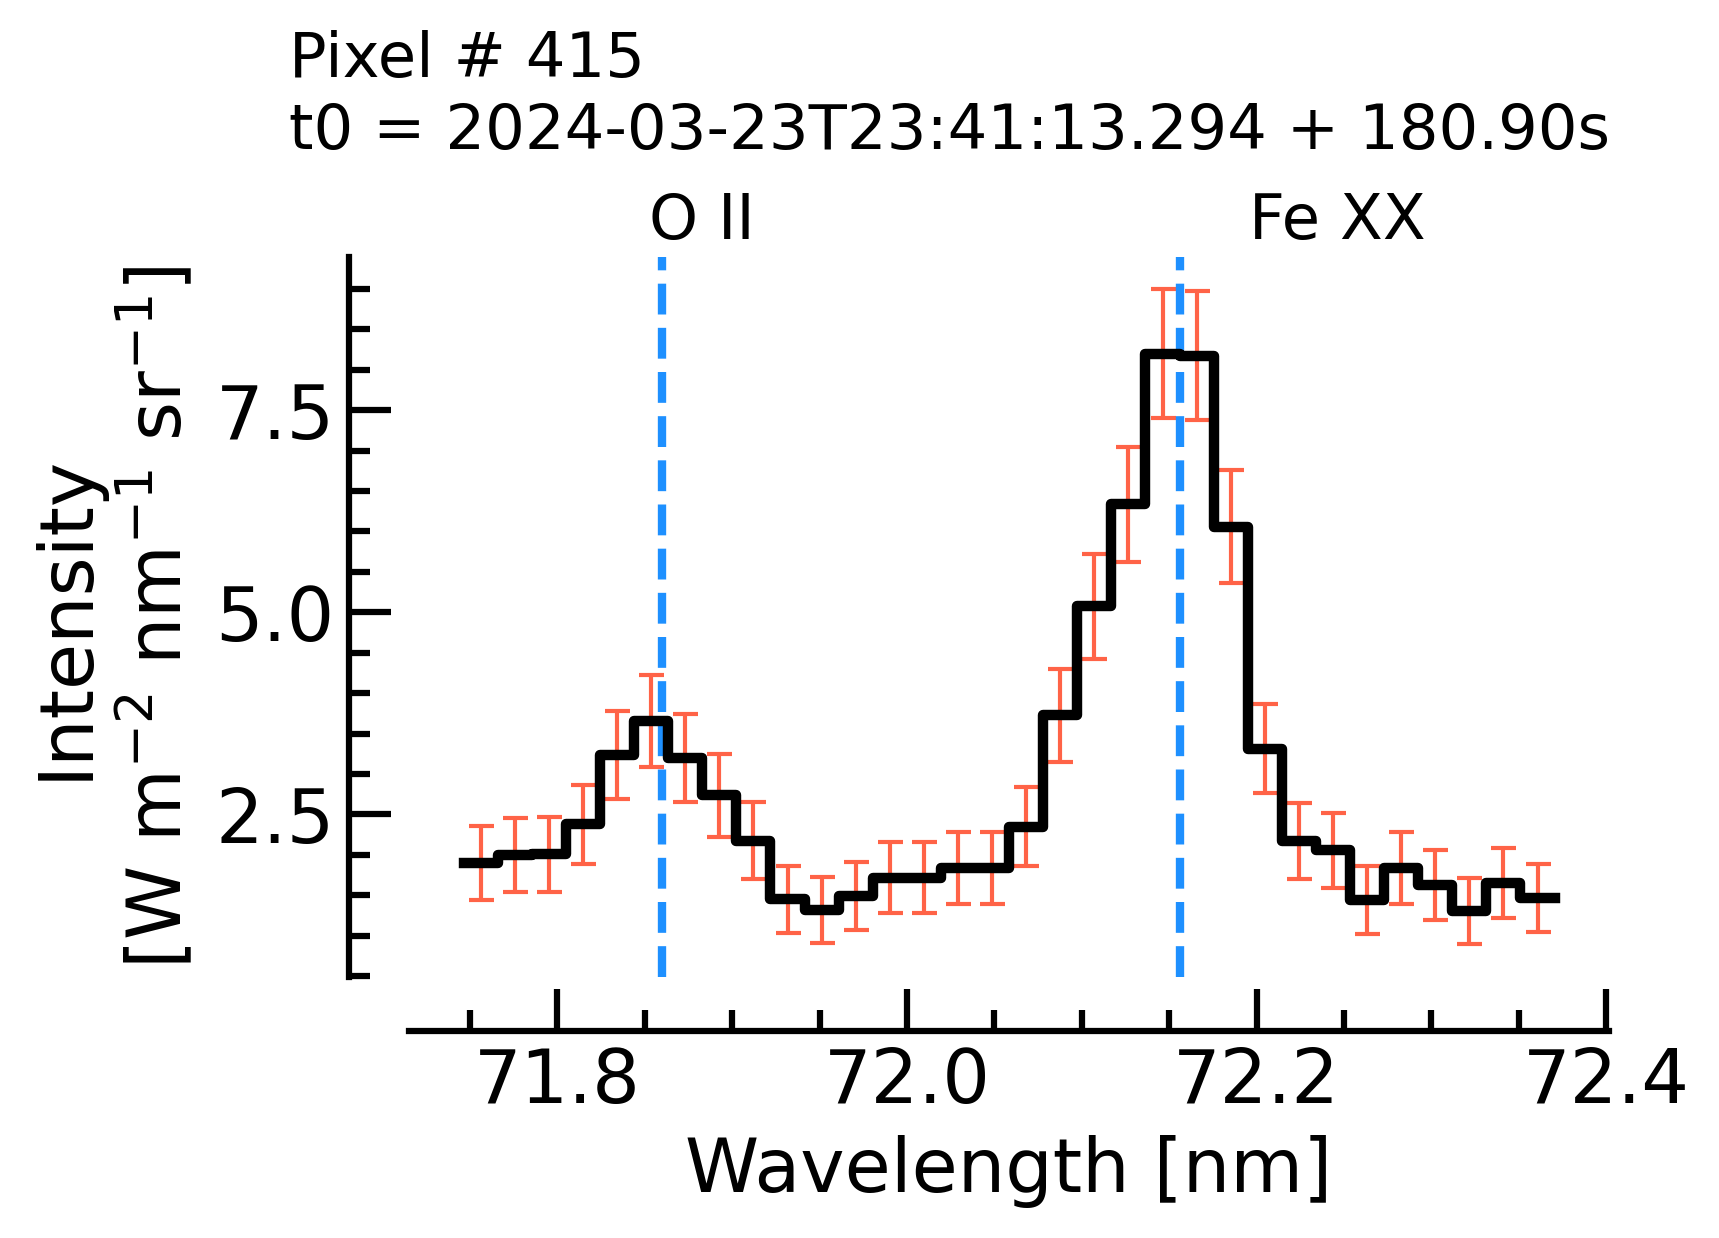 Pixel # 415
t0 = 2024-03-23T23:41:13.294 + 180.90s
O II
Fe XX
Intensity
[W m⁻² nm⁻¹ sr⁻¹]
7.5
5.0
2.5
71.8
72.0
72.2
72.4
Wavelength [nm]